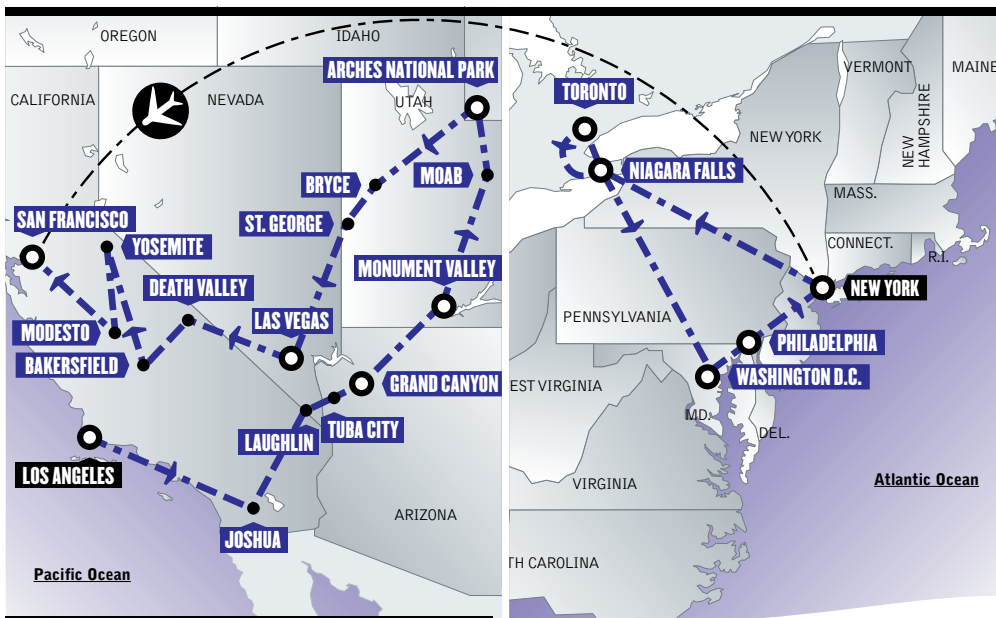 OREGON
IDAHO
ARCHES NATIONAL PARK
CALIFORNIA
NEVADA
UTAH
BRYCE
MOAB
SAN FRANCISCO
ST. GEORGE
YOSEMITE
MONUMENT VALLEY
DEATH VALLEY
LAS VEGAS
MODESTO
BAKERSFIELD
GRAND CANYON
TUBA CITY
LAUGHLIN
LOS ANGELES
ARIZONA
JOSHUA
Pacific Ocean
VERMONT
MAINE
TORONTO
NEW YORK
NEW
HAMPSHIRE
NIAGARA FALLS
MASS.
CONNECT.
R.I.
NEW YORK
PENNSYLVANIA
PHILADELPHIA
WASHINGTON D.C.
EST VIRGINIA
MD.
DEL.
VIRGINIA
Atlantic Ocean
TH CAROLINA